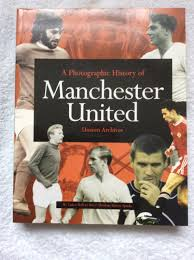 A Photographic History of
Manchester United
Unseen Archives